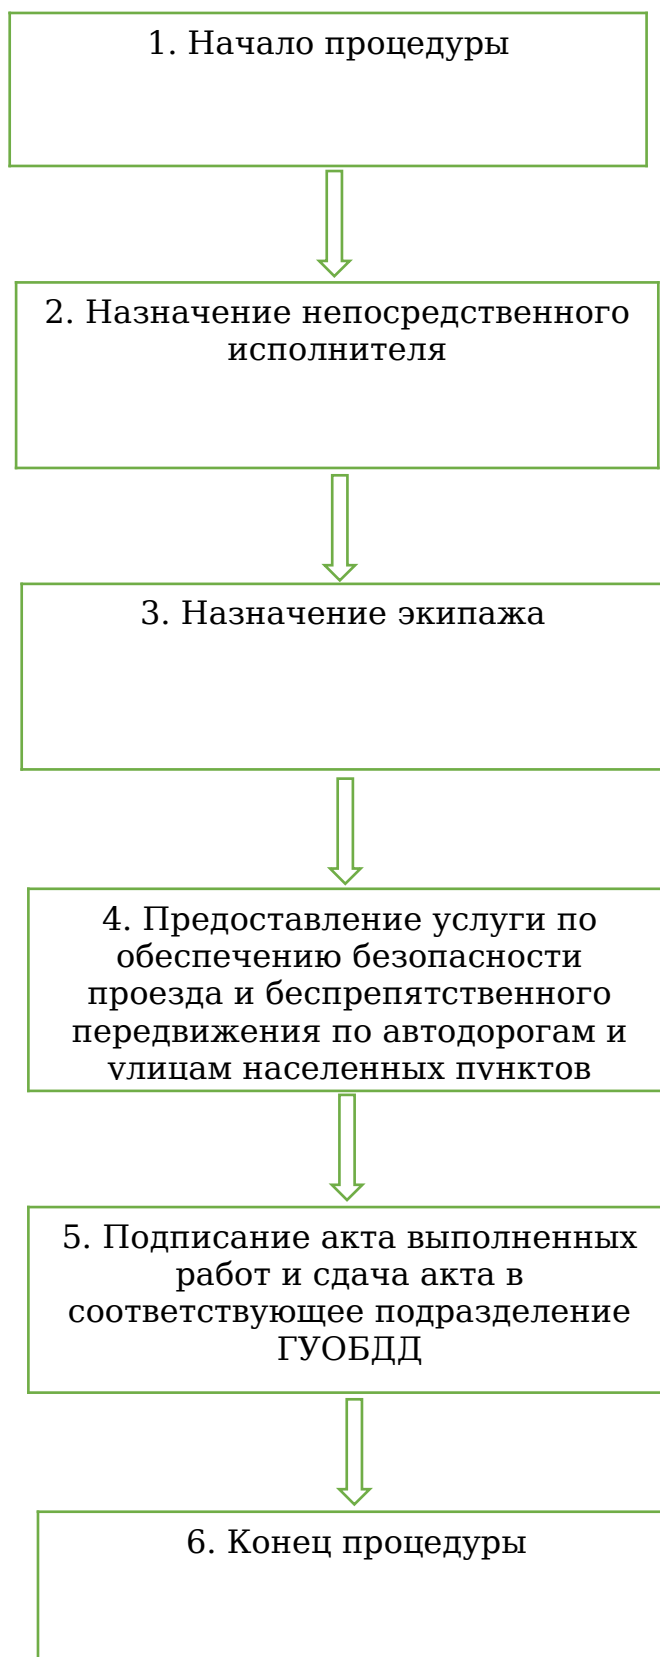 1. Начало процедуры
2. Назначение непосредственного
исполнителя
3. Назначение экипажа
4. Предоставление услуги по
обеспечению безопасности
проезда и беспрепятственного
передвижения по автодорогам и
улицам населенных пунктов
5. Подписание акта выполненных
работ и сдача акта в
соответствующее подразделение
ГУОБДД
6. Конец процедуры